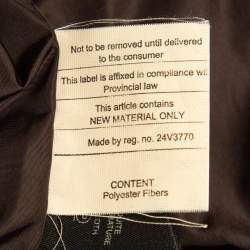 Not to be removed until delivered
to the consumer
This label is affixed in compliance wi
Provincial law
This article contains
NEW MATERIAL ONLY
Made by reg. no. 24V3770
CONTENT
Polyester Fibers